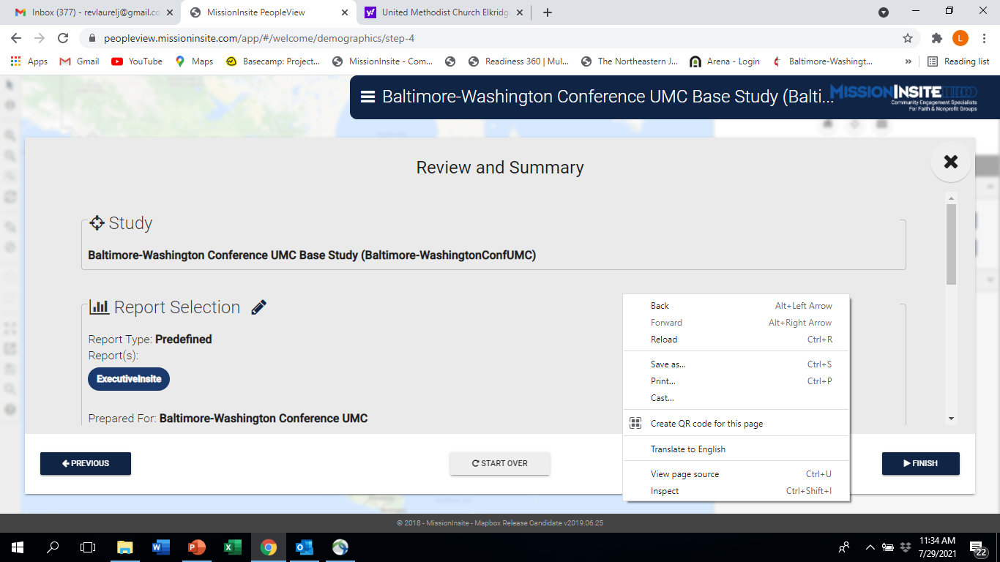 Inbox (377) - revlaurelj@gmail.co
MissionInsite PeopleView
United Methodist Church Elkridg
peopleview.missioninsite.com/app/#/welcome/demographics/step-4
L
Apps
Gmail
YouTube
Maps
Basecamp: Project...
MissionInsite - Com...
Readiness 360 | Mul...
The Northeastern J...
Arena - Login
Baltimore-Washingt...
»
Reading list
Baltimore-Washington Conference UMC Base Study (Balti...
MISSIONINSITE
Community Engagement Specialists
For Faith & Nonprofit Groups
Review and Summary
Study
Baltimore-Washington Conference UMC Base Study (Baltimore-WashingtonConfUMC)
Report Selection
Report Type: Predefined
Report(s):
ExecutiveInsite
Prepared For: Baltimore-Washington Conference UMC
Back Alt+Left Arrow
Forward Alt+Right Arrow
Reload Ctrl+R
Save as... Ctrl+S
Print... Ctrl+P
Cast...
Create QR code for this page
Translate to English
View page source Ctrl+U
Inspect Ctrl+Shift+I
PREVIOUS
START OVER
FINISH
© 2018 - MissionInsite - Mapbox Release Candidate v2019.06.25
11:34 AM
7/29/2021
22